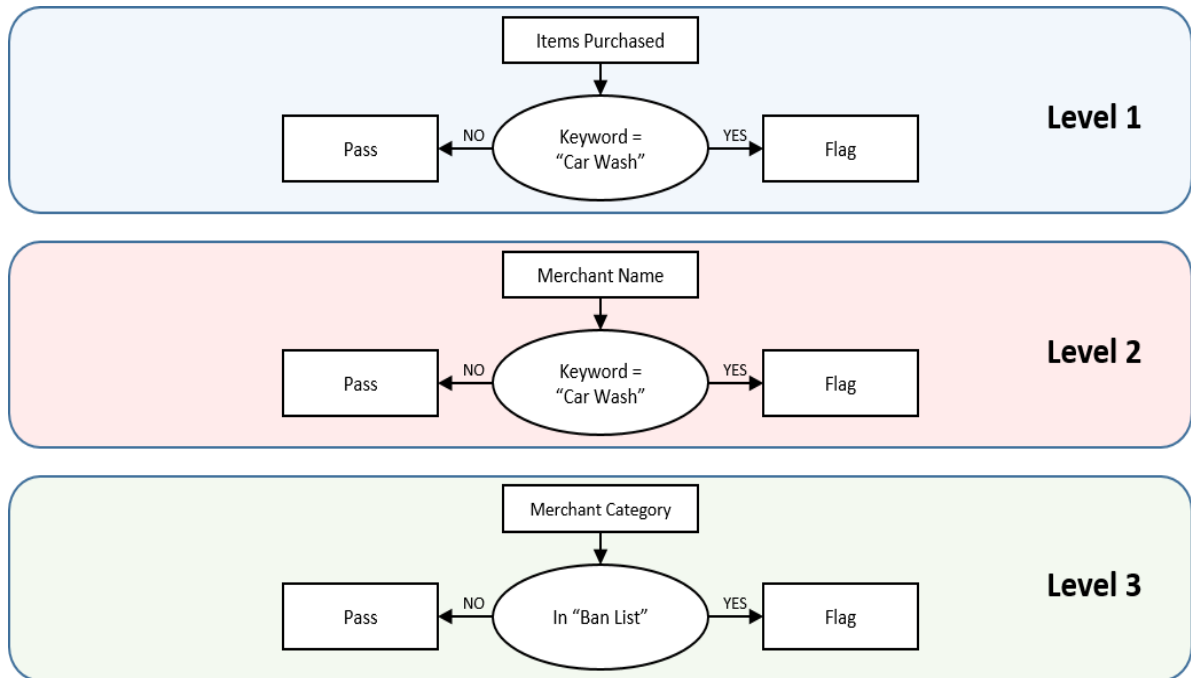 Items Purchased
Keyword =
“Car Wash”
NO
YES
Pass
Flag
Level 1
Merchant Name
Keyword =
“Car Wash”
NO
YES
Pass
Flag
Level 2
Merchant Category
In “Ban List”
NO
YES
Pass
Flag
Level 3